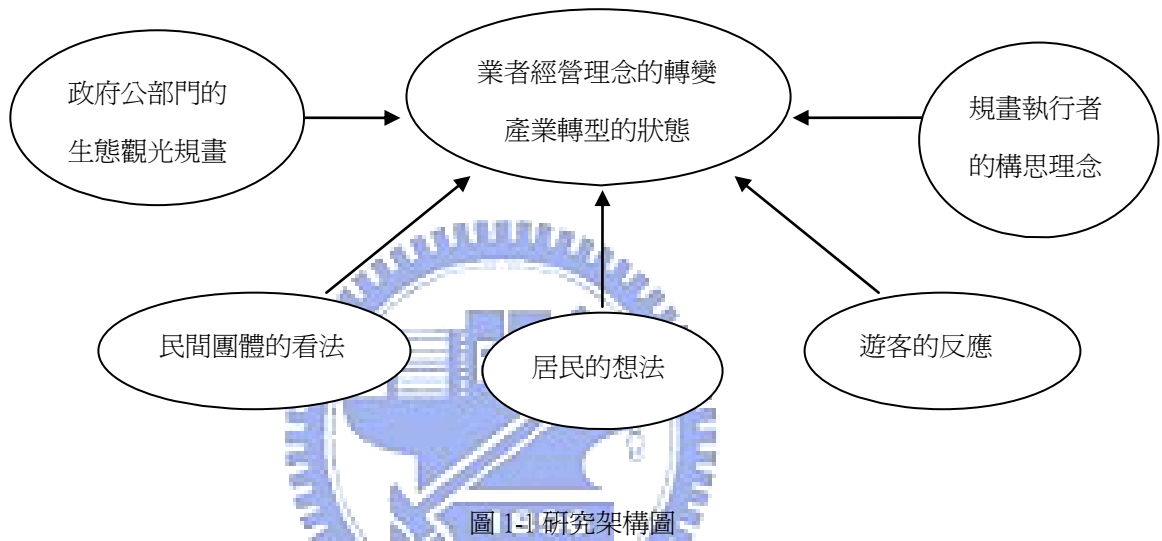 業者經營理念的轉變
產業轉型的狀態
政府公部門的
生態觀光規畫
規畫執行者
的構思理念
民間團體的看法
居民的想法
遊客的反應
圖 1-1 研究架構圖